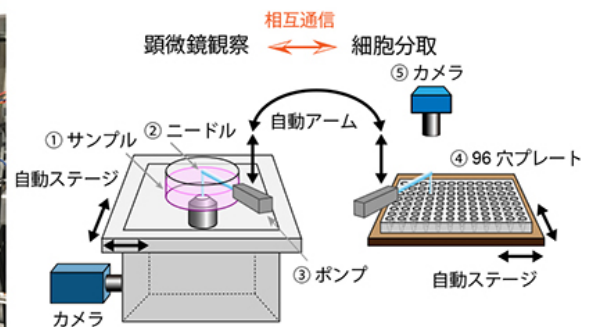 相互通信
顕微鏡観察
細胞分取
⑤ カメラ
② ニードル
自動アーム
① サンプル
④ 96 穴プレート
自動ステージ
③ ポンプ
自動ステージ
カメラ